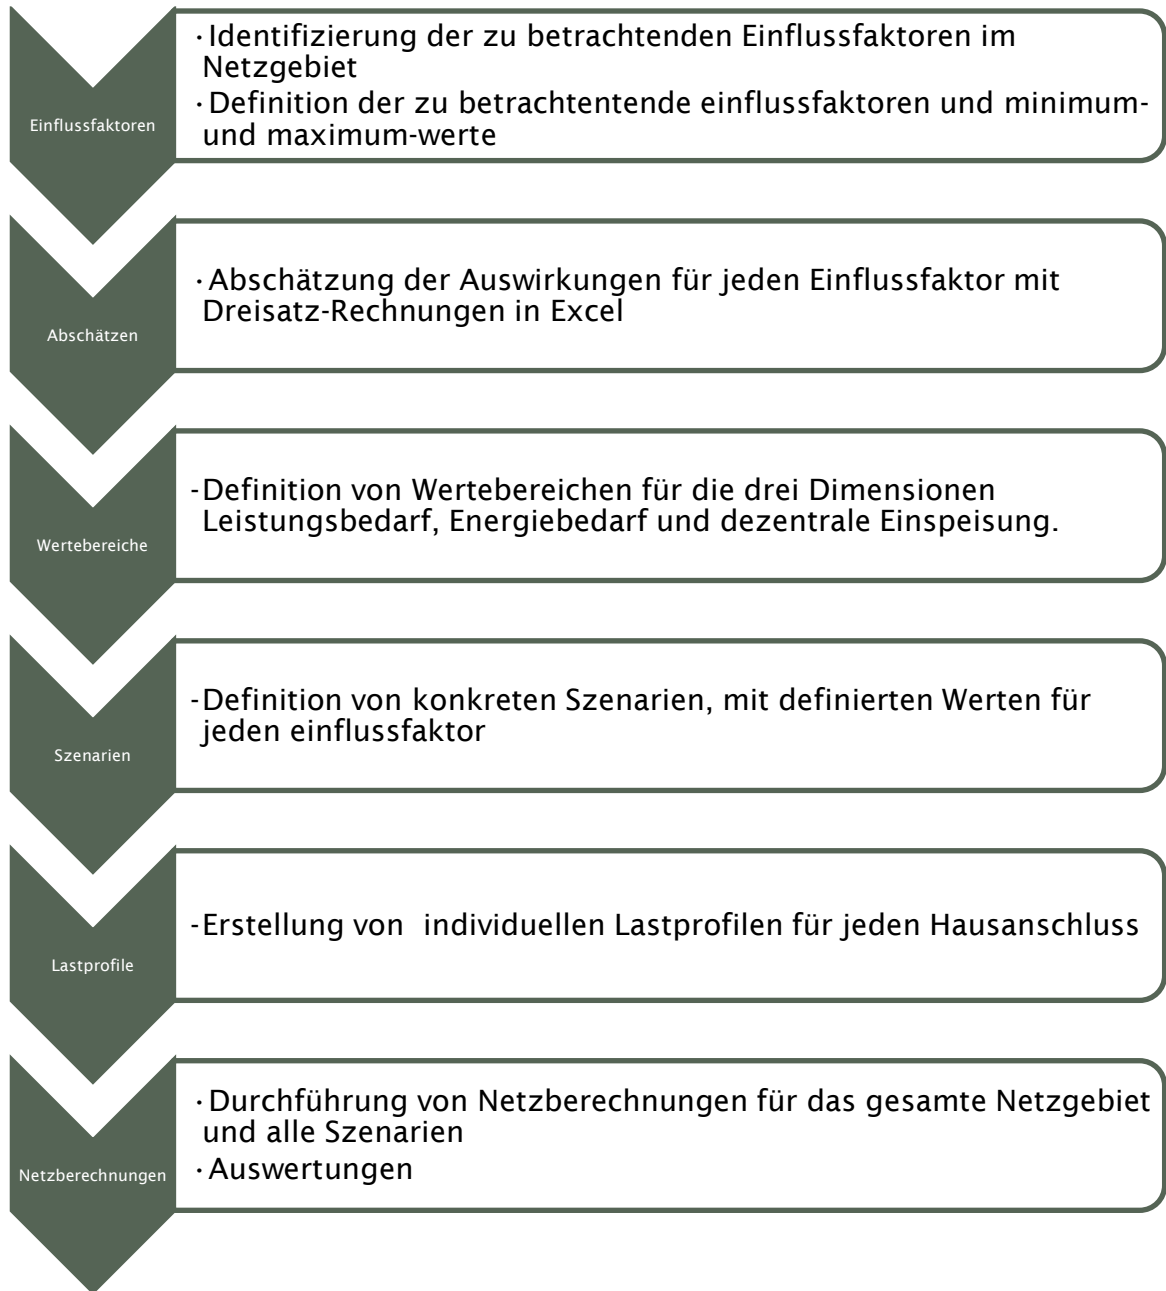 Einflussfaktoren
·Identifizierung der zu betrachtenden Einflussfaktoren im
Netzgebiet
·Definition der zu betrachtentende einflussfaktoren und minimum-
und maximum-werte
Abschätzen
·Abschätzung der Auswirkungen für jeden Einflussfaktor mit
Dreisatz-Rechnungen in Excel
Wertebereiche
-Definition von Wertebereichen für die drei Dimensionen
Leistungsbedarf, Energiebedarf und dezentrale Einspeisung.
Szenarien
-Definition von konkreten Szenarien, mit definierten Werten für
jeden einflussfaktor
Lastprofile
-Erstellung von  individuellen Lastprofilen für jeden Hausanschluss
Netzberechnungen
·Durchführung von Netzberechnungen für das gesamte Netzgebiet
und alle Szenarien
·Auswertungen